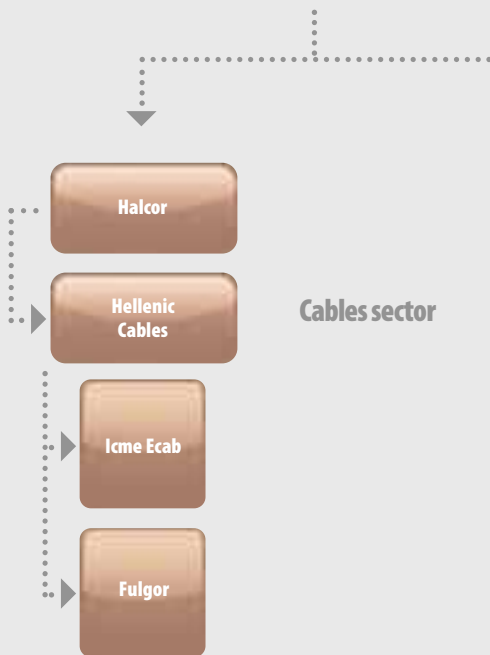 Halcor
Hellenic
Cables
Cables sector
Icme Ecab
Fulgor